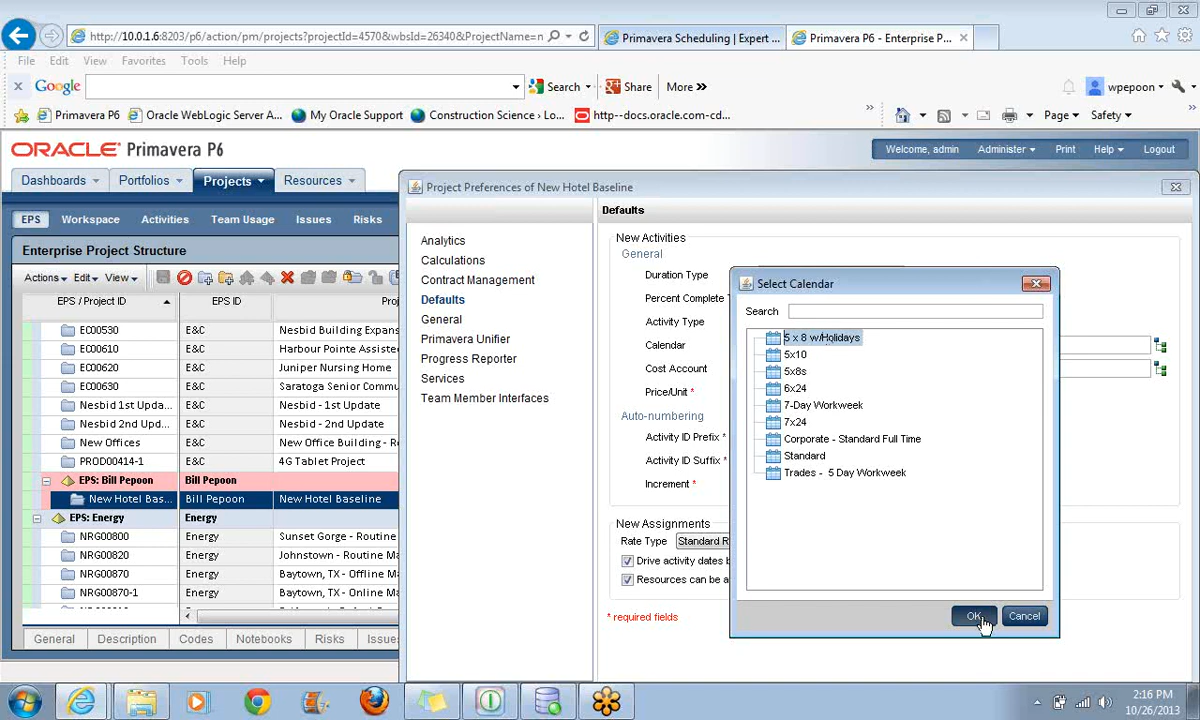 http://10.0.1.6:8203/p6/action/pm/projects?projectId=4570&wbsId=26340&ProjectName=n
Primavera Scheduling | Expert ...
Primavera P6 - Enterprise P...
File Edit View Favorites Tools Help
x Google Search Share More » wpepoon
Primavera P6 Oracle WebLogic Server A... My Oracle Support Construction Science › Lo... http--docs.oracle.com-cd... » Page Safety »
ORACLE Primavera P6
Welcome, admin Administer Print Help Logout
Dashboards Portfolios Projects Resources
EPS Workspace Activities Team Usage Issues Risks
Enterprise Project Structure
Actions Edit View
EPS / Project ID EPS ID Proj
EC00530 E&C Nesbid Building Expans
EC00610 E&C Harbour Pointe Assiste
EC00620 E&C Juniper Nursing Home
EC00630 E&C Saratoga Senior Commu
Nesbid 1st Upda... E&C Nesbid - 1st Update
Nesbid 2nd Upd... E&C Nesbid - 2nd Update
New Offices E&C New Office Building - R
PROD00414-1 E&C 4G Tablet Project
EPS: Bill Pepoon Bill Pepoon
New Hotel Bas... Bill Pepoon New Hotel Baseline
EPS: Energy Energy
NRG00800 Energy Sunset Gorge - Routine
NRG00820 Energy Johnstown - Routine Ma
NRG00870 Energy Baytown, TX - Offline M
NRG00870-1 Energy Baytown, TX - Online M
General Description Codes Notebooks Risks Issues
Project Preferences of New Hotel Baseline
Analytics
Calculations
Contract Management
Defaults
General
Primavera Unifier
Progress Reporter
Services
Team Member Interfaces
Defaults
New Activities
General
Duration Type
Percent Complete T
Activity Type
Calendar
Cost Account
Price/Unit *
Auto-numbering
Activity ID Prefix *
Activity ID Suffix *
Increment *
New Assignments
Rate Type Standard R
Drive activity dates b
Resources can be a
* required fields
Select Calendar
Search
5 x 8 w/Holidays
5x10
5x8s
6x24
7-Day Workweek
7x24
Corporate - Standard Full Time
Standard
Trades - 5 Day Workweek
OK Cancel
2:16 PM
10/26/2013